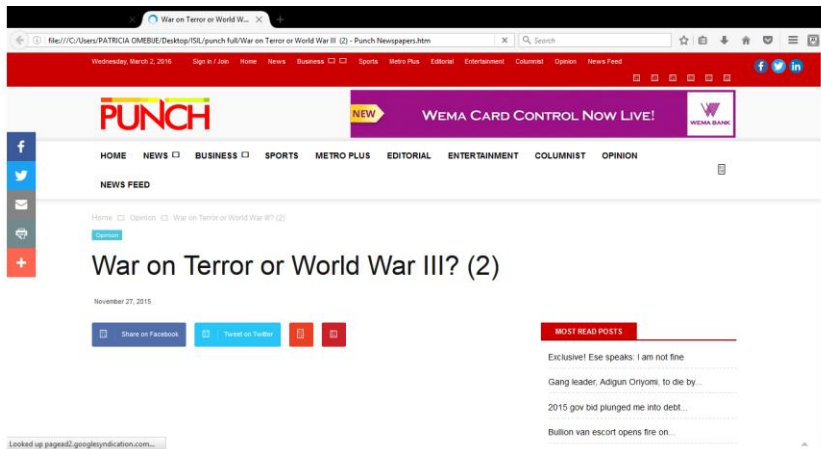 War on Terror or World W...
file:///C:/Users/PATRICIA OMEBIJE/Desktop/ISIL/punch full/War on Terror or World War III (2) - Punch Newspapers.htm
Search
Wednesday, March 2, 2016 Sign in / Join Home News Business Sports Metro Plus Editorial Entertainment Columnist Opinion News Feed
PUNCH
NEW WEMA CARD CONTROL NOW LIVE!
WEMA BANK
HOME NEWS BUSINESS SPORTS METRO PLUS EDITORIAL ENTERTAINMENT COLUMNIST OPINION
NEWS FEED
Home Opinion War on Terror or World War III? (2)
Opinion
War on Terror or World War III? (2)
November 27, 2015
Share on Facebook Tweet on Twitter
MOST READ POSTS
Exclusive! Ese speaks: I am not fine
Gang leader, Adigun Oriyomi, to die by...
2015 gov bid plunged me into debt...
Bullion van escort opens fire on...
Looked up pagead2.googlesyndication.com...